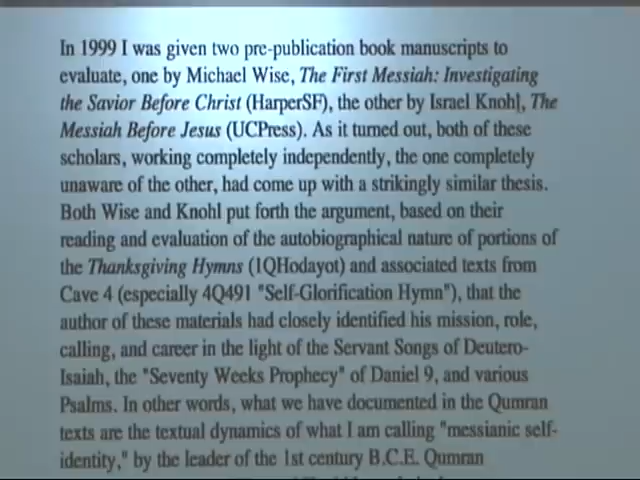 In 1999 I was given two pre-publication book manuscripts to
evaluate, one by Michael Wise, The First Messiah: Investigating
the Savior Before Christ (HarperSF), the other by Israel Knohl, The
Messiah Before Jesus (UCPress). As it turned out, both of these
scholars, working completely independently, the one completely
unaware of the other, had come up with a strikingly similar thesis.
Both Wise and Knohl put forth the argument, based on their
reading and evaluation of the autobiographical nature of portions of
the Thanksgiving Hymns (1QHodayot) and associated texts from
Cave 4 (especially 4Q491 "Self-Glorification Hymn"), that the
author of these materials had closely identified his mission, role,
calling, and career in the light of the Servant Songs of Deutero-
Isaiah, the "Seventy Weeks Prophecy" of Daniel 9, and various
Psalms. In other words, what we have documented in the Qumran
texts are the textual dynamics of what I am calling "messianic self-
identity," by the leader of the 1st century B.C.E. Qumran